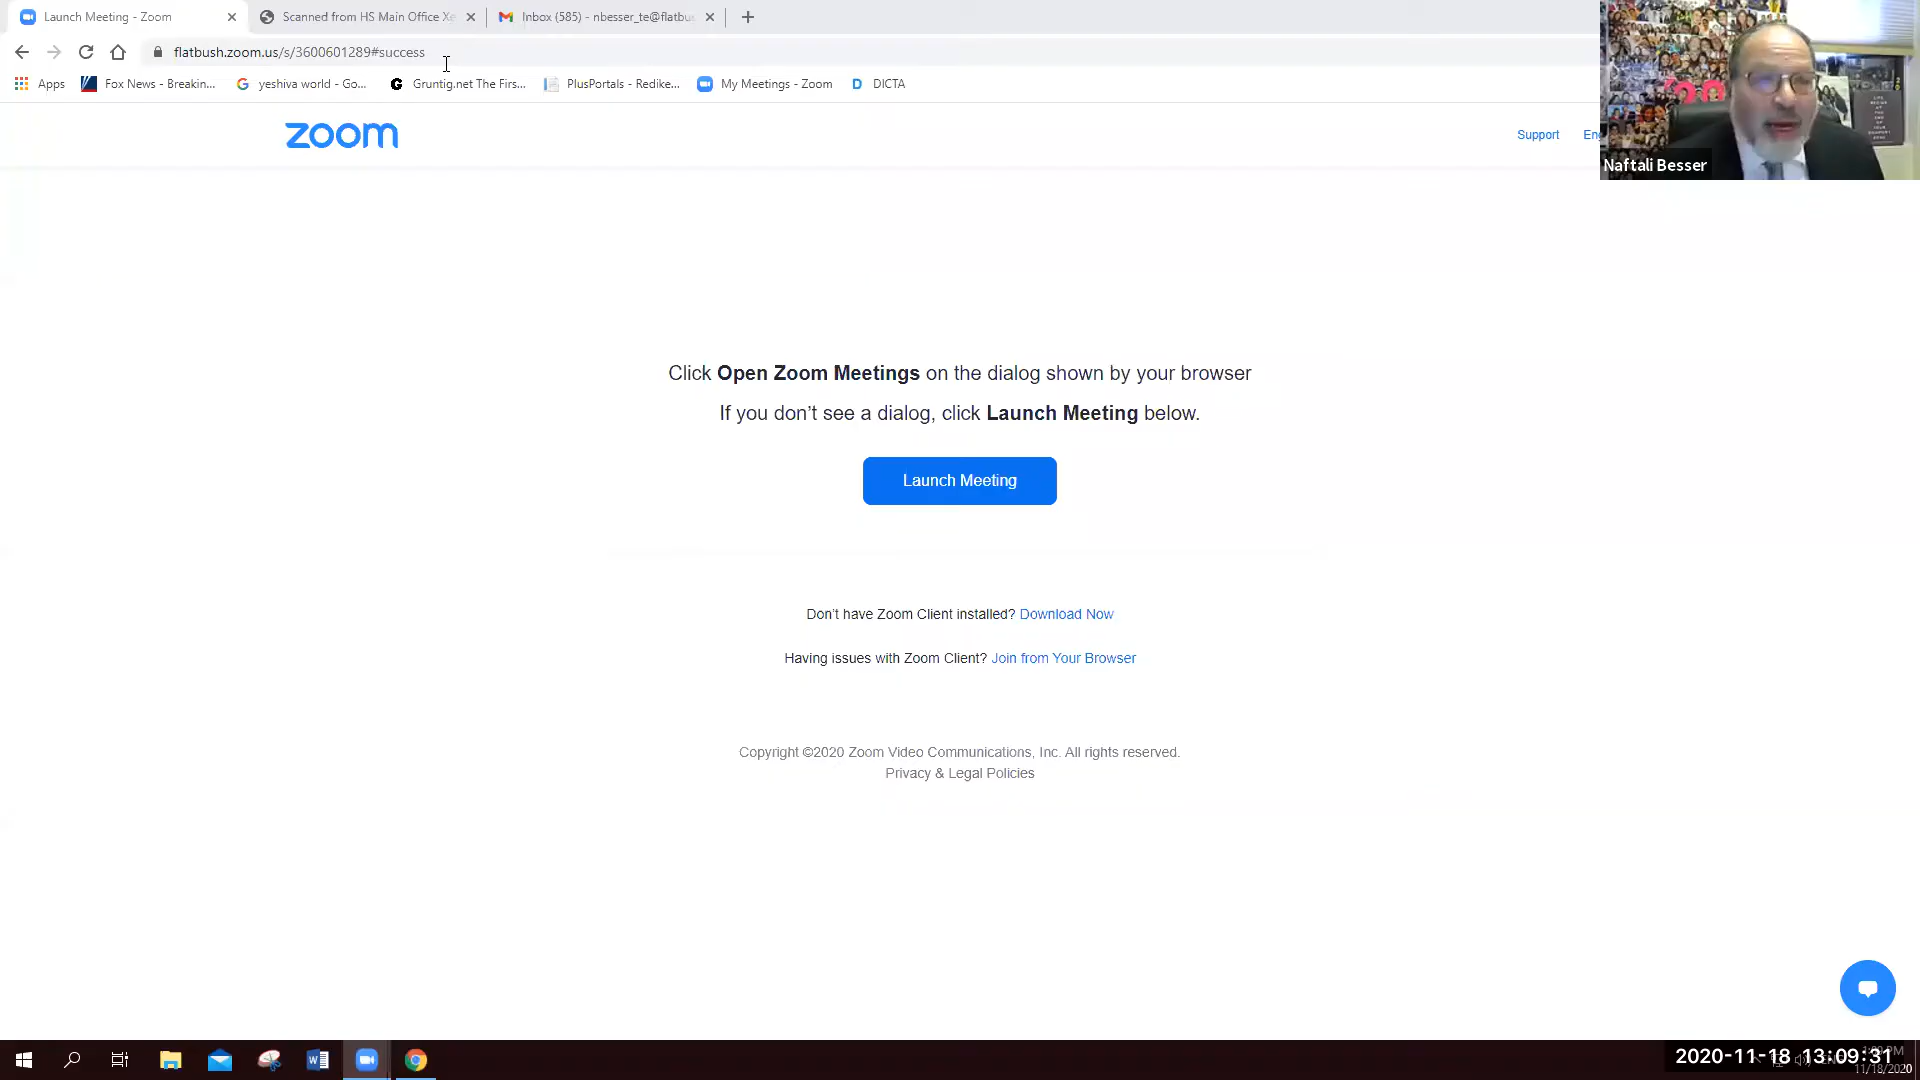 Launch Meeting - Zoom
Scanned from HS Main Office Xe
Inbox (585) - nbesser_te@flatbu
flatbush.zoom.us/s/3600601289#success
Apps
Fox News - Breakin...
yeshiva world - Go...
Gruntig.net The Firs...
PlusPortals - Redike...
My Meetings - Zoom
DICTA
zoom
Support
Naftali Besser
Click Open Zoom Meetings on the dialog shown by your browser
If you don’t see a dialog, click Launch Meeting below.
Launch Meeting
Don’t have Zoom Client installed? Download Now
Having issues with Zoom Client? Join from Your Browser
Copyright ©2020 Zoom Video Communications, Inc. All rights reserved.
Privacy & Legal Policies
2020-11-18 13:09:31
11/18/2020